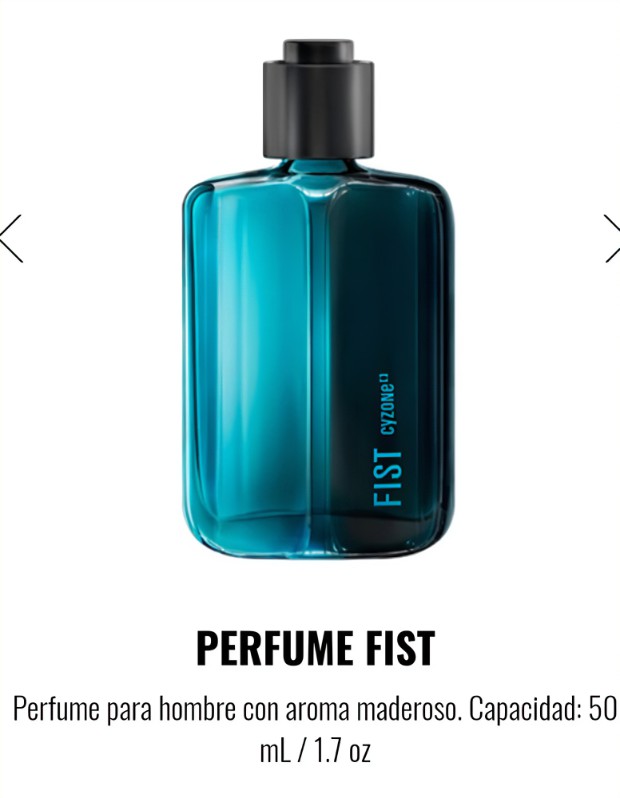 FIST cyzone
PERFUME FIST
Perfume para hombre con aroma maderoso. Capacidad: 50
mL / 1.7 oz